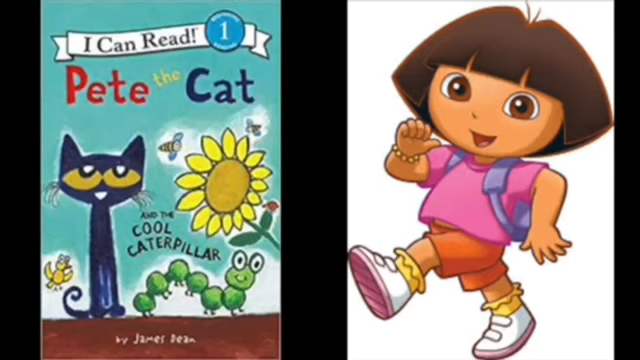 I Can Read!
1
Pete the Cat
AND THE
COOL
CATERPILLAR
by James Dean